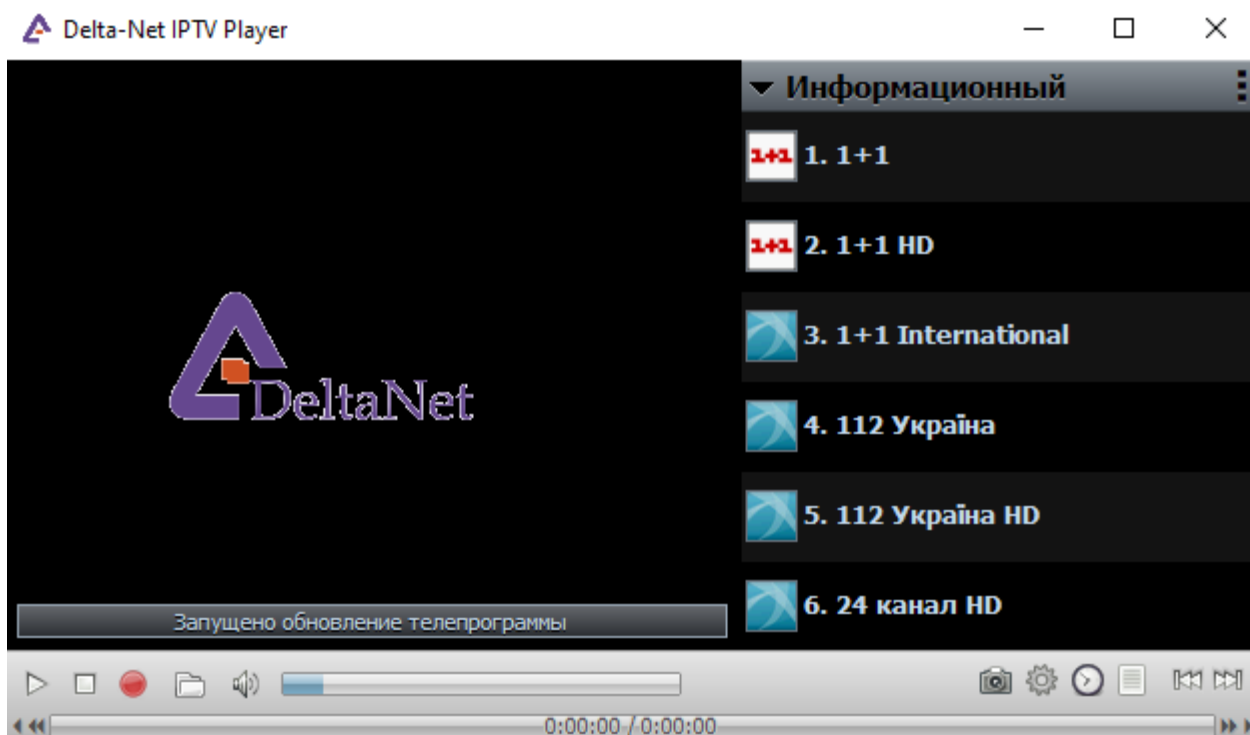 Delta-Net IPTV Player
Информационный
1+1 1. 1+1
1+1 2. 1+1 HD
3. 1+1 International
4. 112 Україна
5. 112 Україна HD
6. 24 канал HD
DeltaNet
Запущено обновление телепрограммы
0:00:00 / 0:00:00